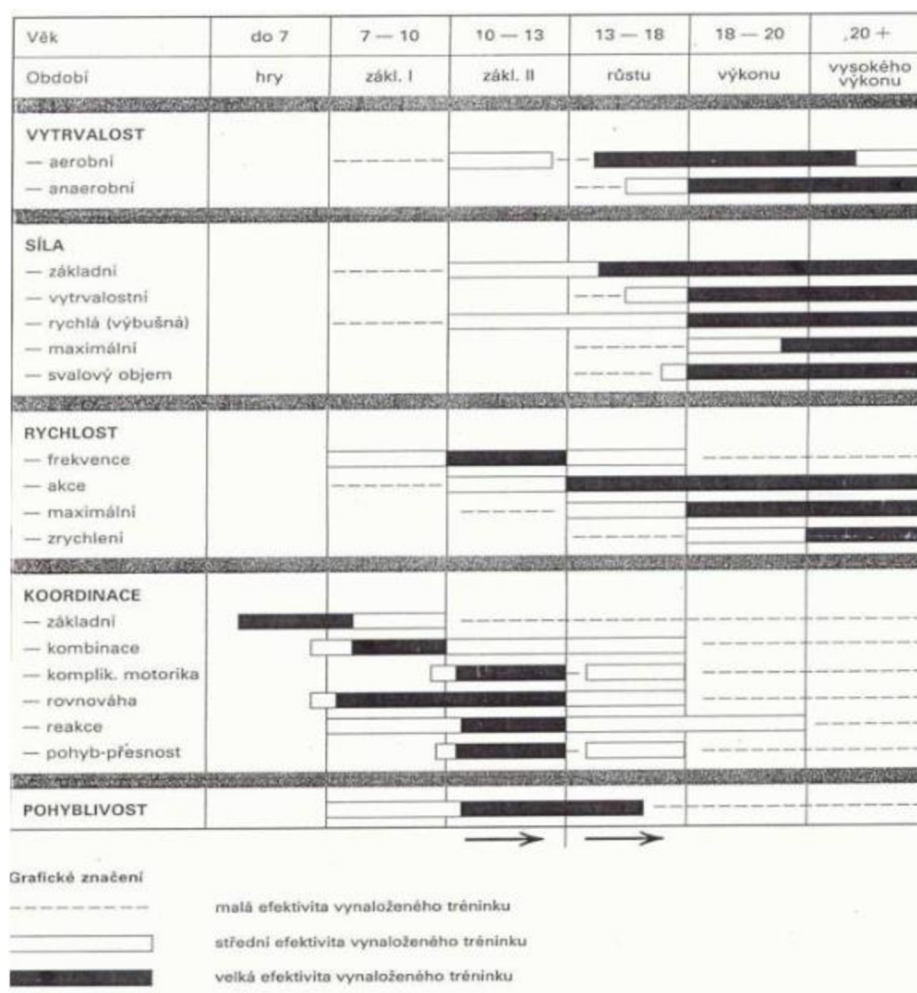 Věk do 7 7 — 10 10 — 13 13 — 18 18 — 20 20 +
Období hry zákl. I zákl. II růstu výkonu vysokého výkonu
VYTRVALOST
— aerobní
— anaerobní
SÍLA
— základní
— vytrvalostní
— rychlá (výbušná)
— maximální
— svalový objem
RYCHLOST
— frekvence
— akce
— maximální
— zrychlení
KOORDINACE
— základní
— kombinace
— komplik. motorika
— rovnováha
— reakce
— pohyb-přesnost
POHYBLIVOST
Grafické značení
malá efektivita vynaloženého tréninku
střední efektivita vynaloženého tréninku
velká efektivita vynaloženého tréninku